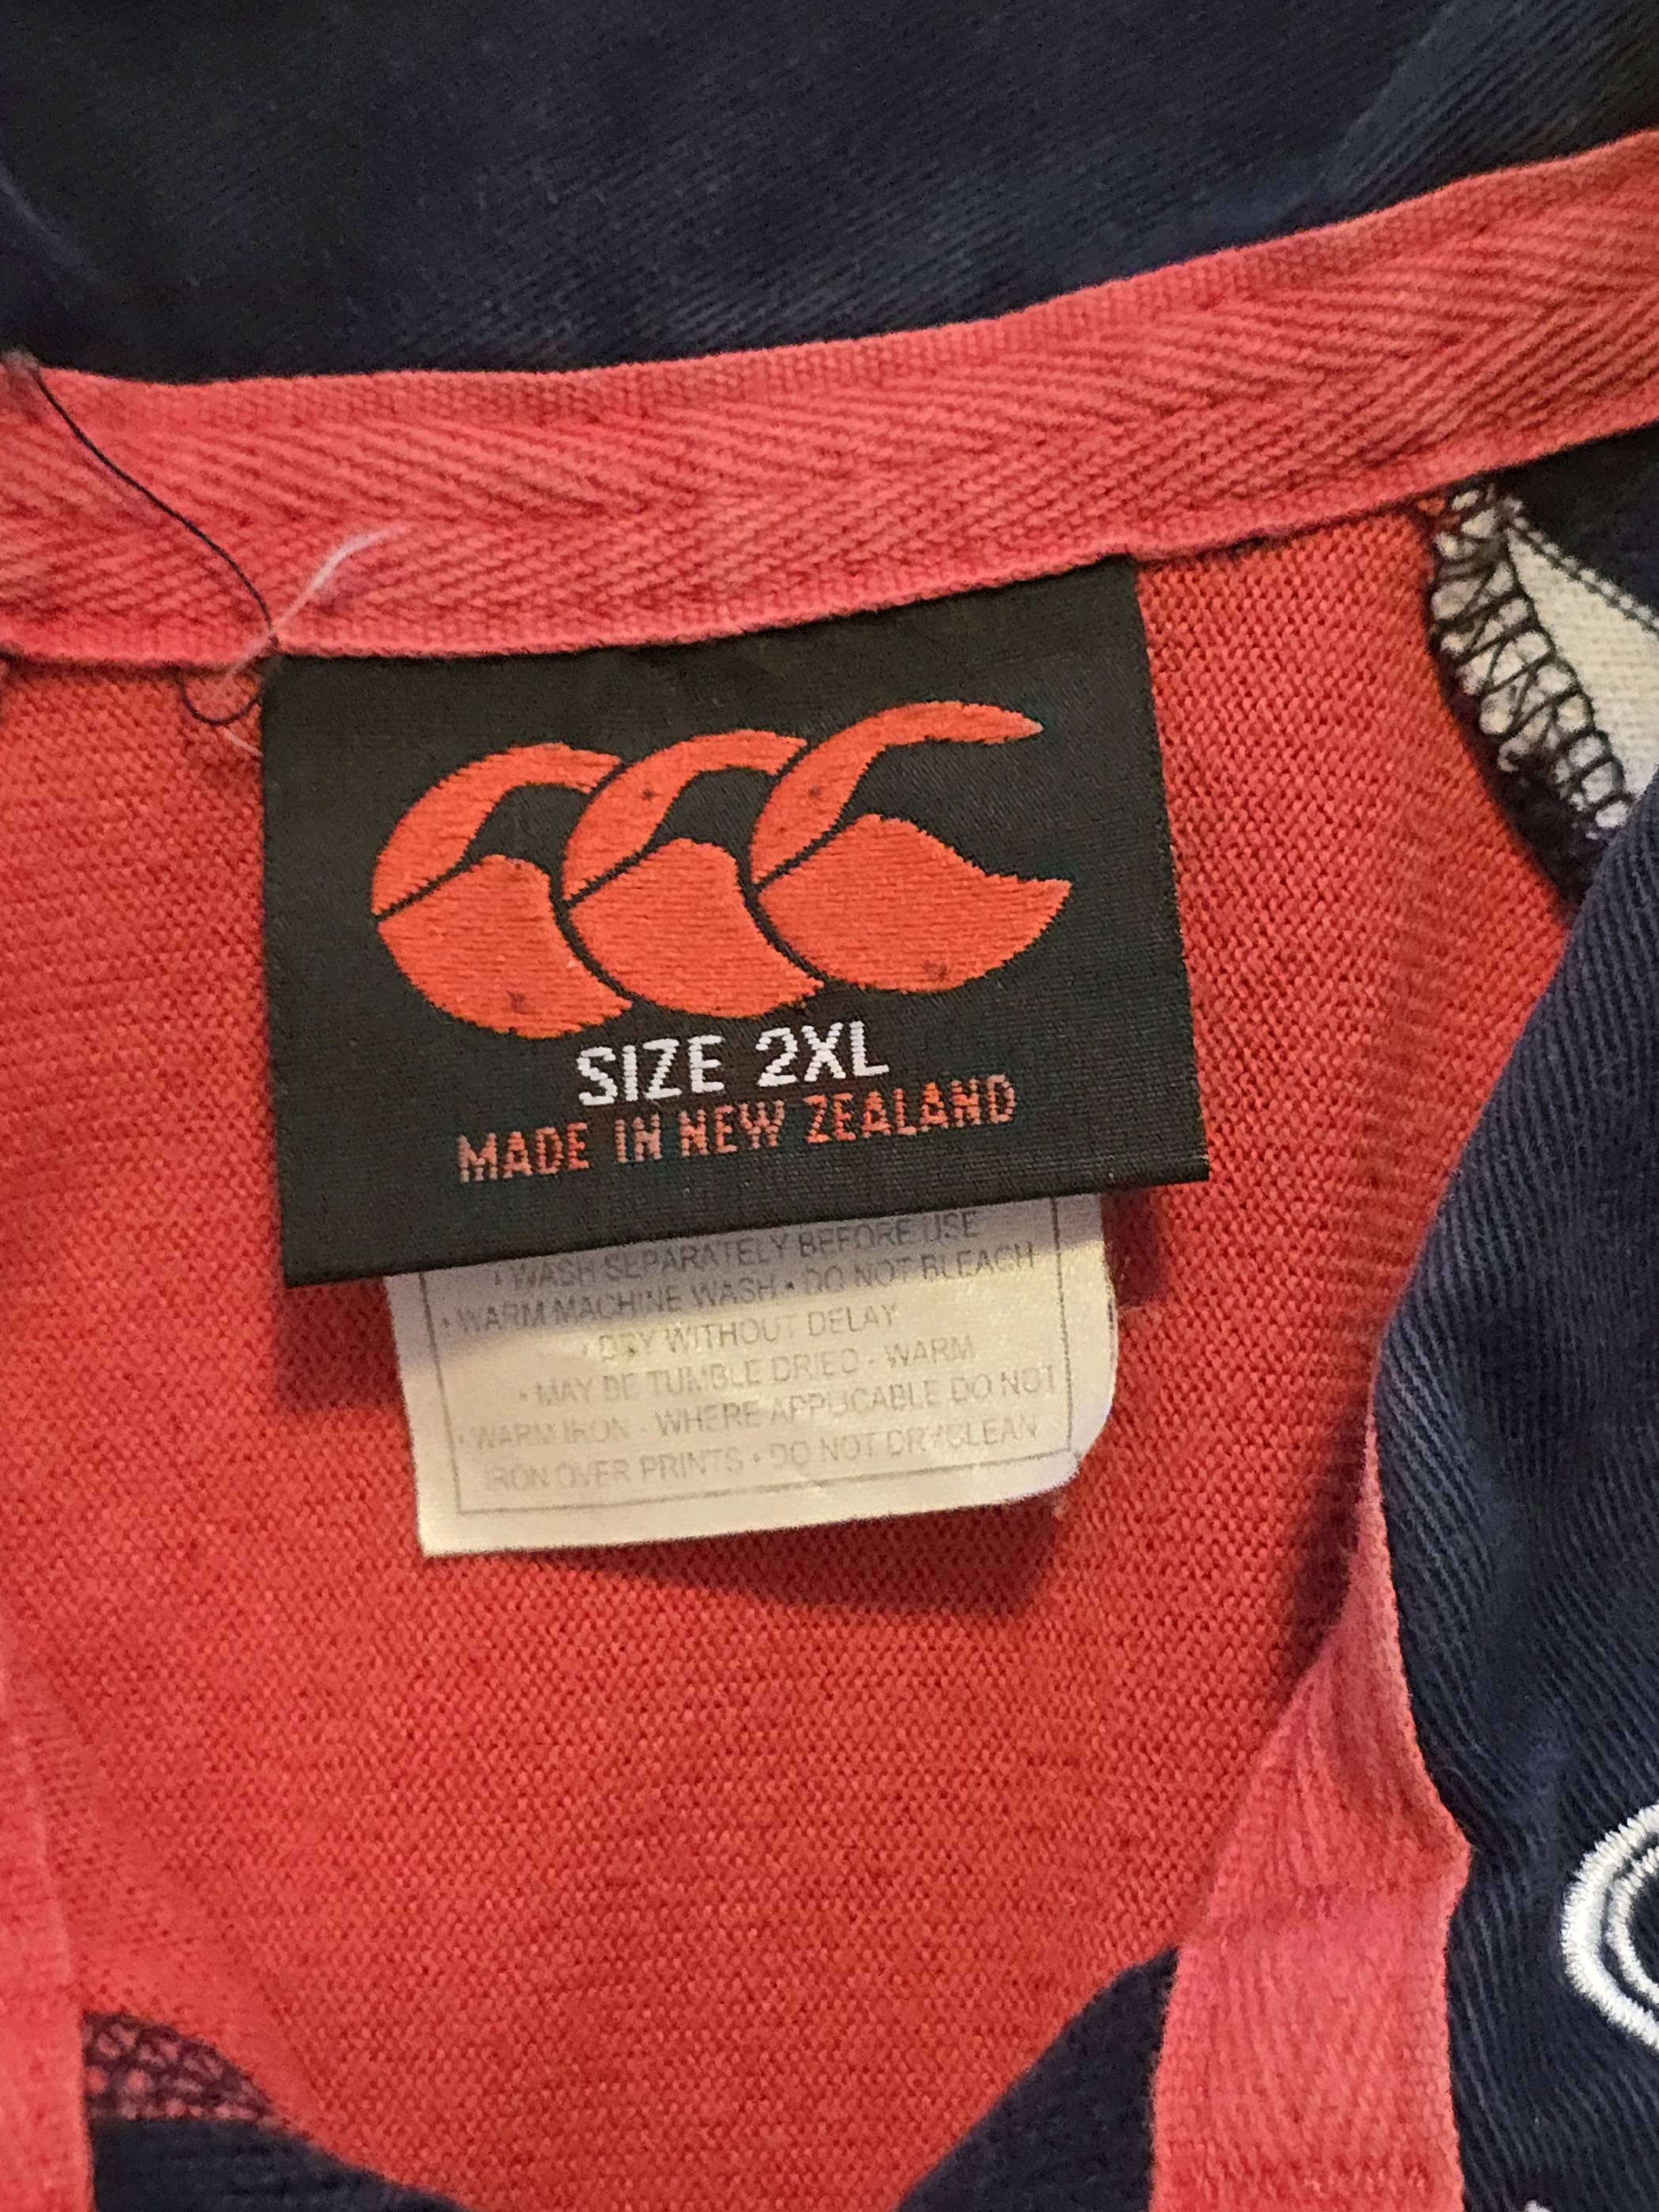 SIZE 2XL
MADE IN NEW ZEALAND
• WASH SEPARATELY BEFORE USE
• WARM MACHINE WASH • DO NOT BLEACH
• DRY WITHOUT DELAY
• MAY BE TUMBLE DRIED - WARM
• WARM IRON - WHERE APPLICABLE DO NOT
IRON OVER PRINTS • DO NOT DRYCLEAN